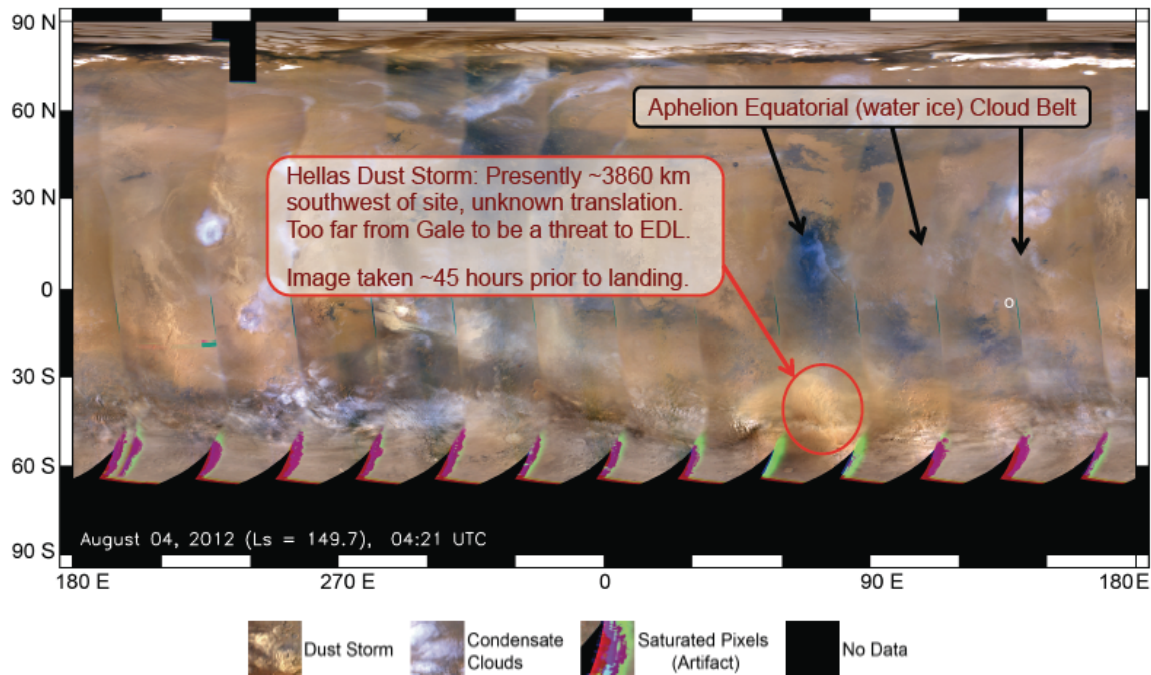 90 N
60 N
30 N
0
30 S
60 S
90 S
Aphelion Equatorial (water ice) Cloud Belt
Hellas Dust Storm: Presently ~3860 km
southwest of site, unknown translation.
Too far from Gale to be a threat to EDL.
Image taken ~45 hours prior to landing.
August 04, 2012 (Ls = 149.7), 04:21 UTC
180 E
270 E
0
90 E
180 E
Dust Storm
Condensate
Clouds
Saturated Pixels
(Artifact)
No Data